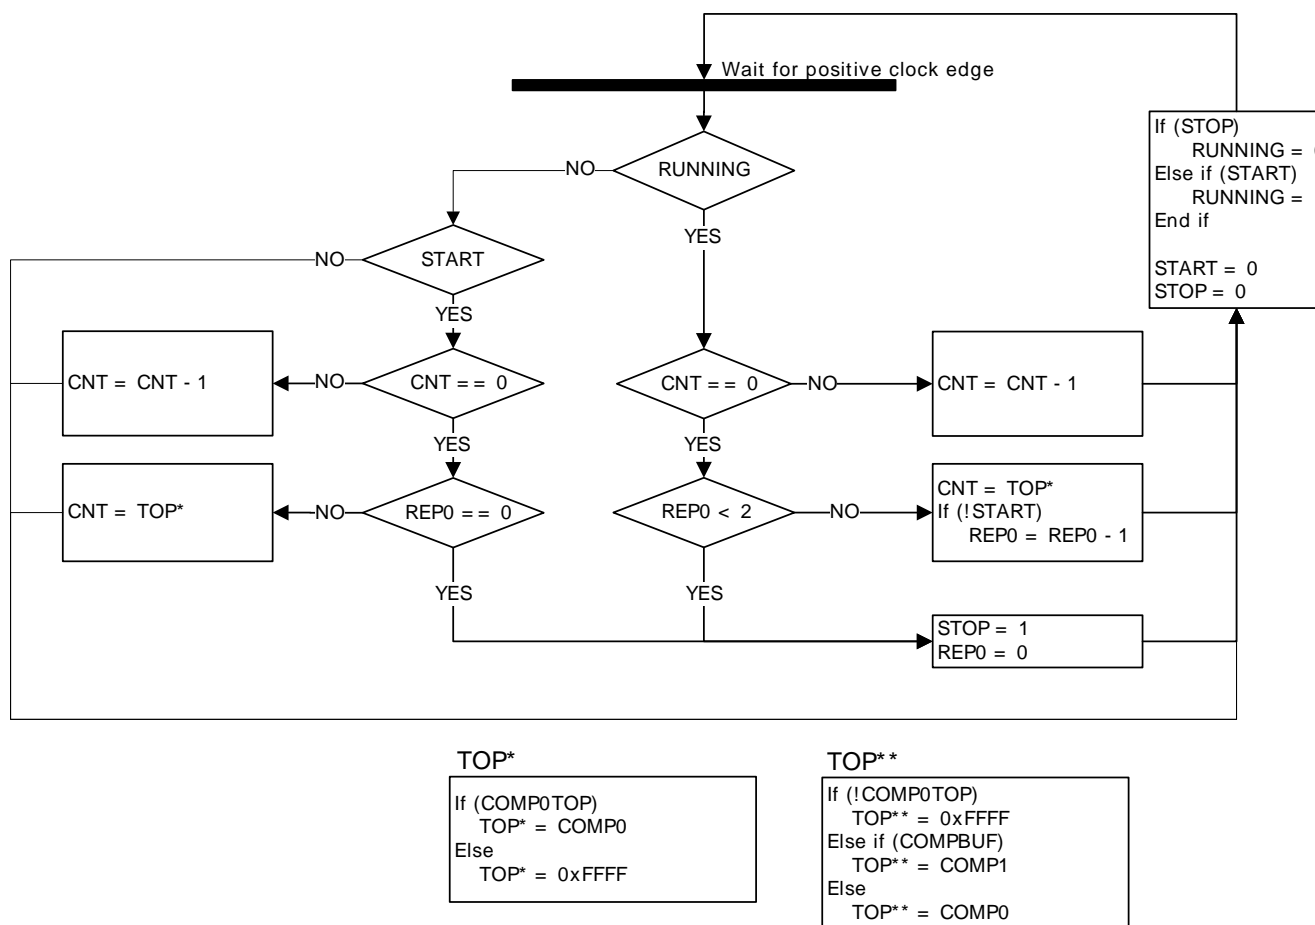 Wait for positive clock edge
If (STOP)
RUNNING =
Else if (START)
RUNNING =
End if
START = 0
STOP = 0
RUNNING
NO
YES
START
NO
YES
CNT = CNT - 1
NO
CNT == 0
YES
CNT == 0
NO
CNT = CNT - 1
YES
CNT = TOP*
NO
REP0 == 0
YES
REP0 < 2
NO
CNT = TOP*
If (!START)
REP0 = REP0 - 1
YES
STOP = 1
REP0 = 0
TOP*
If (COMP0TOP)
TOP* = COMP0
Else
TOP* = 0xFFFF
TOP**
If (!COMP0TOP)
TOP** = 0xFFFF
Else if (COMPBUF)
TOP** = COMP1
Else
TOP** = COMP0